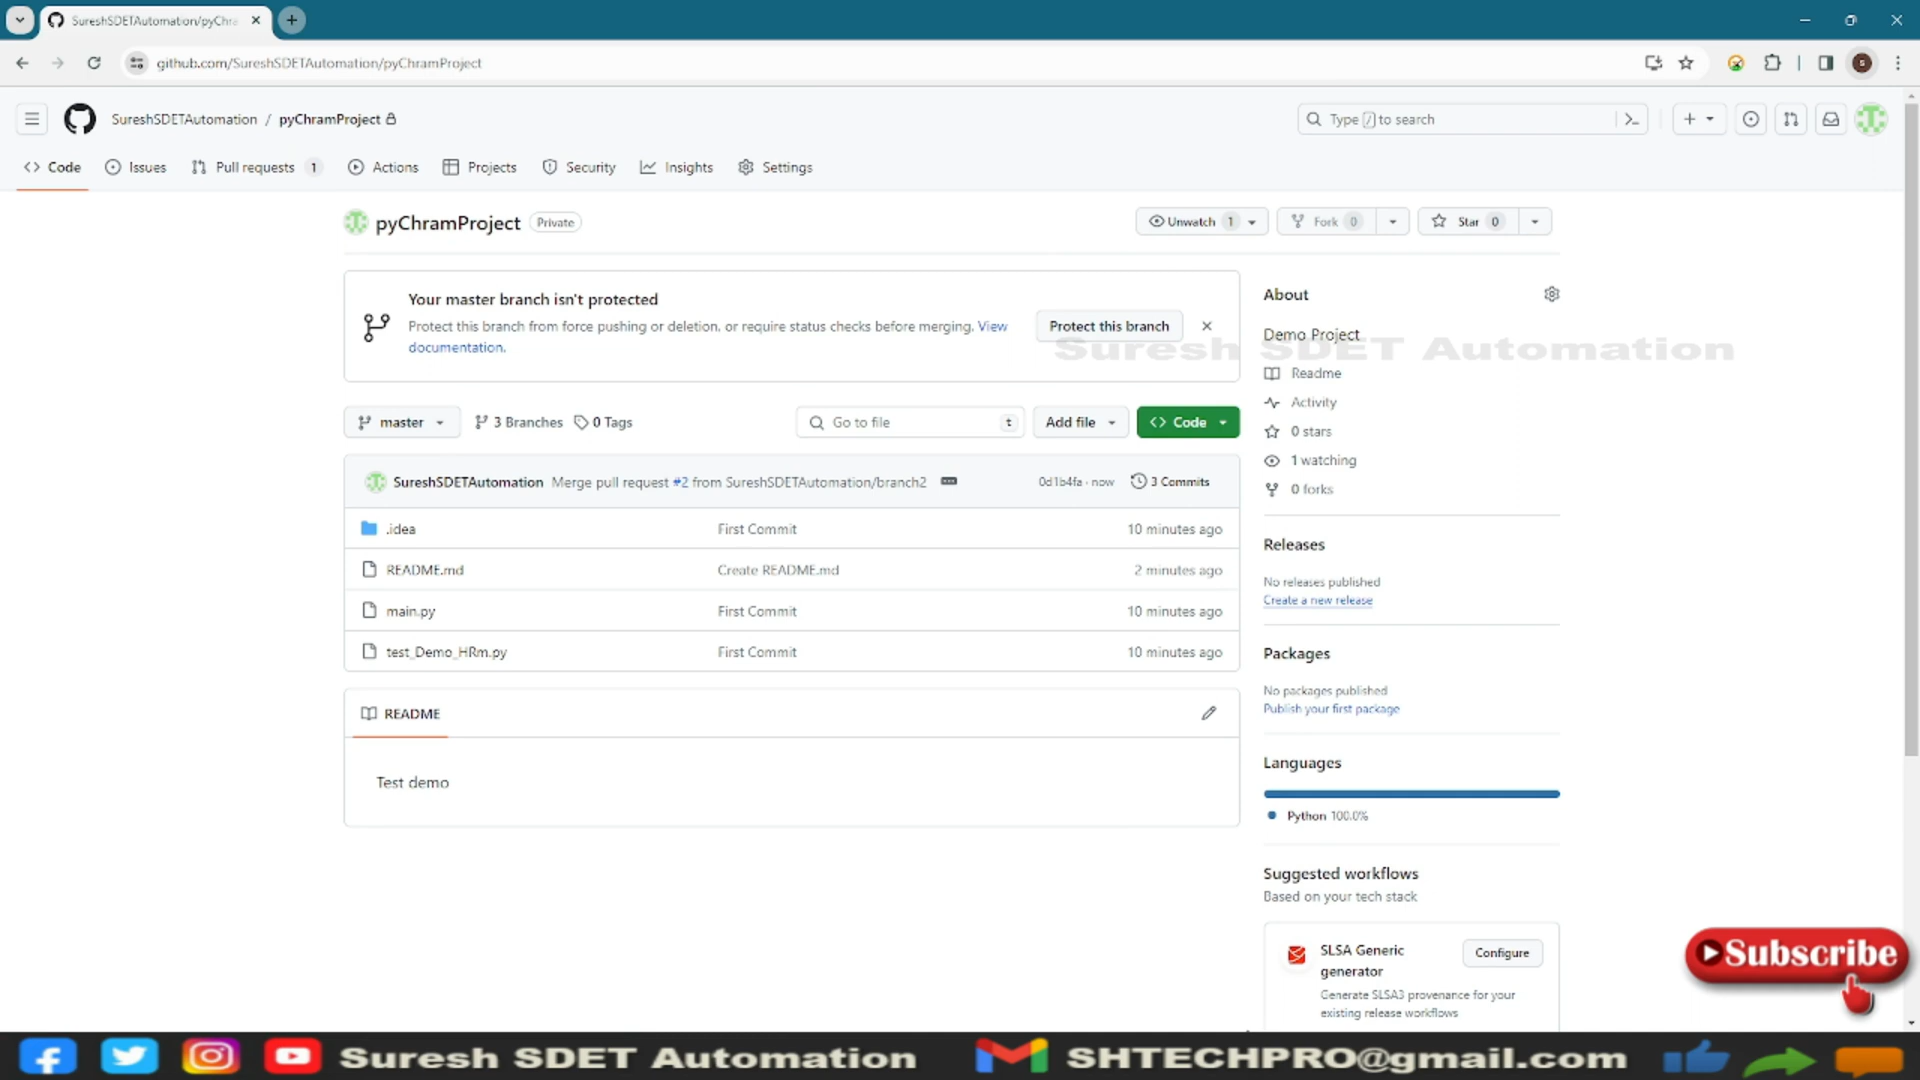 SureshSDETAutomation/pyChra
github.com/SureshSDETAutomation/pyChramProject
S
SureshSDETAutomation / pyChramProject
Type / to search
Code
Issues
Pull requests 1
Actions
Projects
Security
Insights
Settings
pyChramProject Private
Unwatch 1
Fork 0
Star 0
Your master branch isn't protected
Protect this branch from force pushing or deletion, or require status checks before merging. View
documentation.
Protect this branch
About
Demo Project
Suresh SDET Automation
Readme
Activity
0 stars
1 watching
0 forks
master
3 Branches
0 Tags
Go to file t
Add file
Code
SureshSDETAutomation Merge pull request #2 from SureshSDETAutomation/branch2
0d1b4fa · now
3 Commits
.idea First Commit 10 minutes ago
README.md Create README.md 2 minutes ago
main.py First Commit 10 minutes ago
test_Demo_HRm.py First Commit 10 minutes ago
README
Test demo
Releases
No releases published
Create a new release
Packages
No packages published
Publish your first package
Languages
Python 100.0%
Suggested workflows
Based on your tech stack
SLSA Generic
generator
Configure
Generate SLSA3 provenance for your
existing release workflows
Subscribe
Suresh SDET Automation
SHTECHPRO@gmail.com